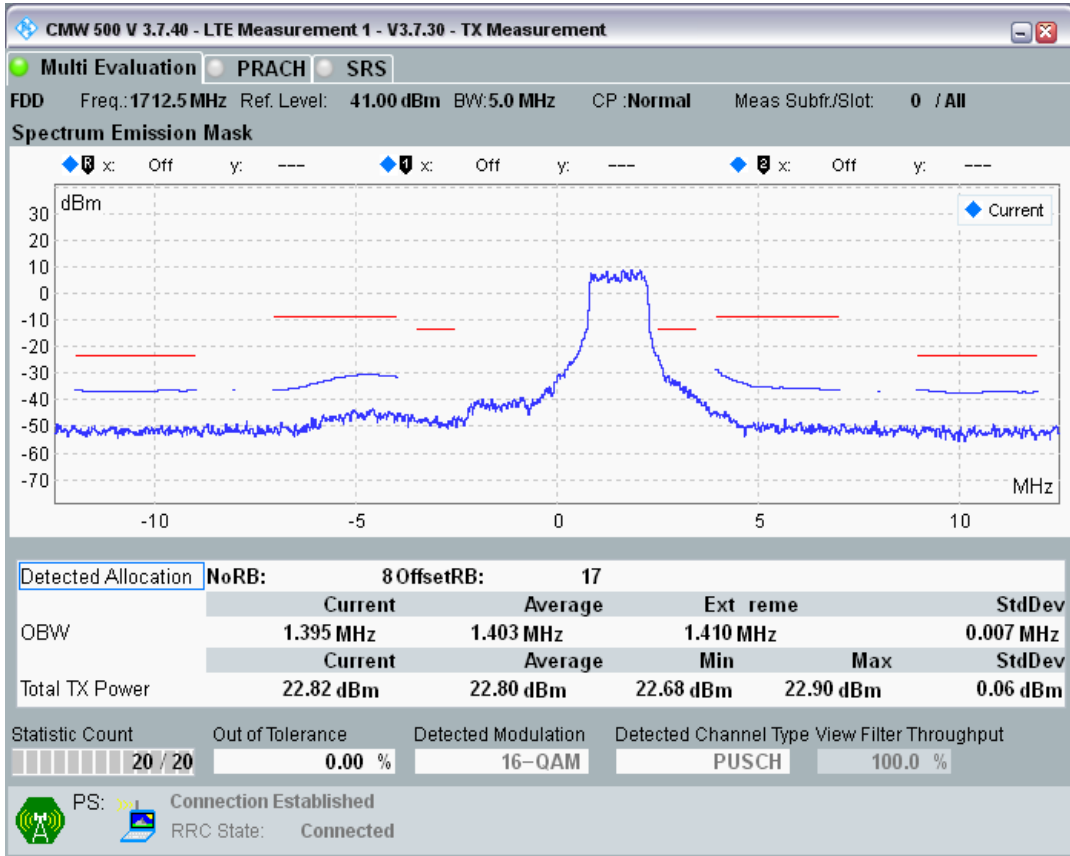 CMW 500 V 3.7.40 - LTE Measurement 1 - V3.7.30 - TX Measurement
Multi Evaluation PRACH SRS
FDD Freq.: 1712.5 MHz Ref. Level: 41.00 dBm BW: 5.0 MHz CP : Normal Meas Subfr./Slot: 0 / All
Spectrum Emission Mask
R x: Off y: --- 1 x: Off y: --- 2 x: Off y: ---
dBm
Current
30
20
10
0
-10
-20
-30
-40
-50
-60
-70
MHz
-10 -5 0 5 10
Detected Allocation NoRB: 8 OffsetRB: 17
Current Average Ext reme StdDev
OBW 1.395 MHz 1.403 MHz 1.410 MHz 0.007 MHz
Current Average Min Max StdDev
Total TX Power 22.82 dBm 22.80 dBm 22.68 dBm 22.90 dBm 0.06 dBm
Statistic Count Out of Tolerance Detected Modulation Detected Channel Type View Filter Throughput
20 / 20 0.00 % 16-QAM PUSCH 100.0 %
PS: Connection Established
RRC State: Connected